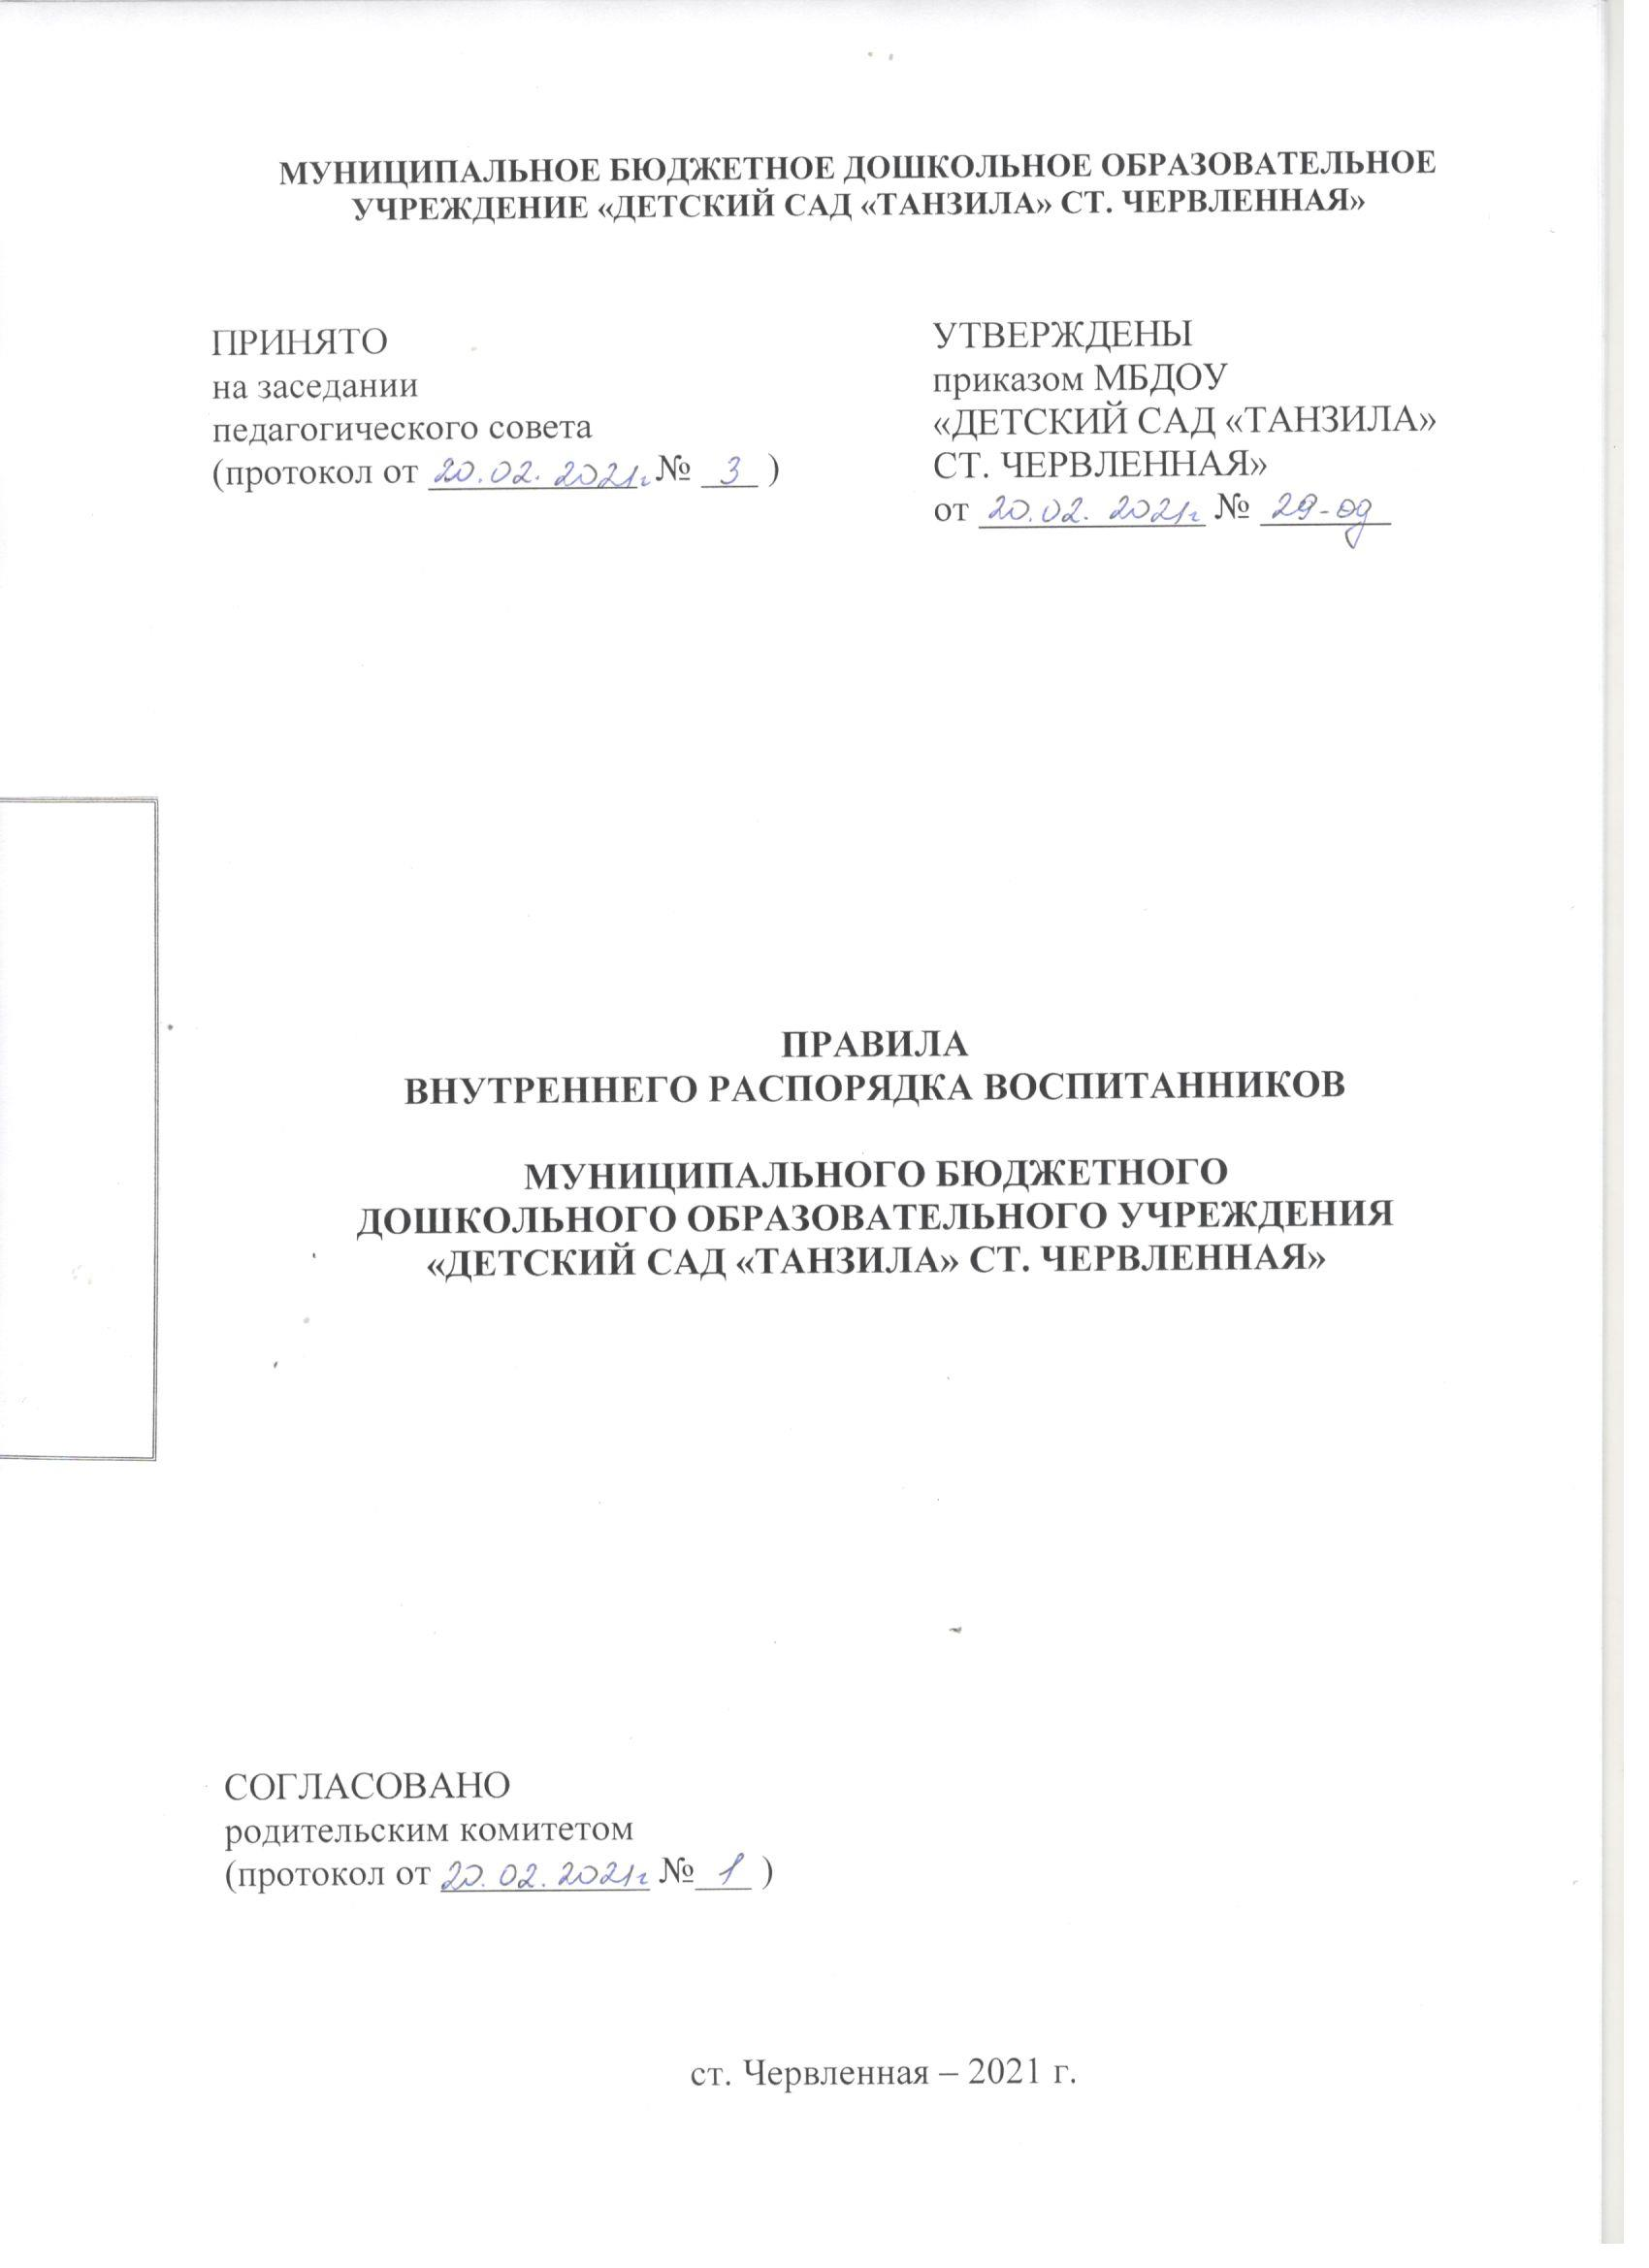 МУНИЦИПАЛЬНОЕ БЮДЖЕТНОЕ ДОШКОЛЬНОЕ ОБРАЗОВАТЕЛЬНОЕ
УЧРЕЖДЕНИЕ «ДЕТСКИЙ САД «ТАНЗИЛА» СТ. ЧЕРВЛЕННАЯ»
ПРИНЯТО
на заседании
педагогического совета
(протокол от 20.02.2021г. № 3 )
УТВЕРЖДЕНЫ
приказом МБДОУ
«ДЕТСКИЙ САД «ТАНЗИЛА»
СТ. ЧЕРВЛЕННАЯ»
от 20.02.2021г № 29-од
ПРАВИЛА
ВНУТРЕННЕГО РАСПОРЯДКА ВОСПИТАННИКОВ
МУНИЦИПАЛЬНОГО БЮДЖЕТНОГО
ДОШКОЛЬНОГО ОБРАЗОВАТЕЛЬНОГО УЧРЕЖДЕНИЯ
«ДЕТСКИЙ САД «ТАНЗИЛА» СТ. ЧЕРВЛЕННАЯ»
СОГЛАСОВАНО
родительским комитетом
(протокол от 20.02.2021г № 1 )
ст. Червленная – 2021 г.